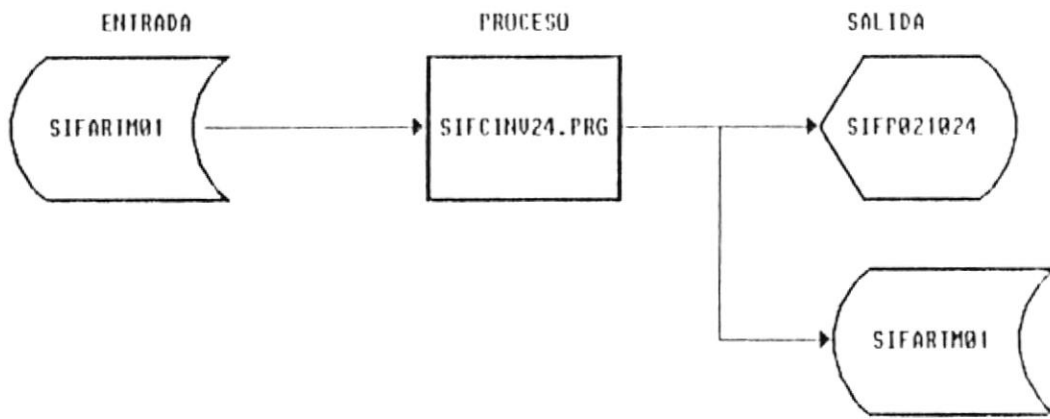 ENTRADA PROCESO SALIDA
SIFARTM01 SIFCINV24.PRG SIFP021024
SIFARTM01